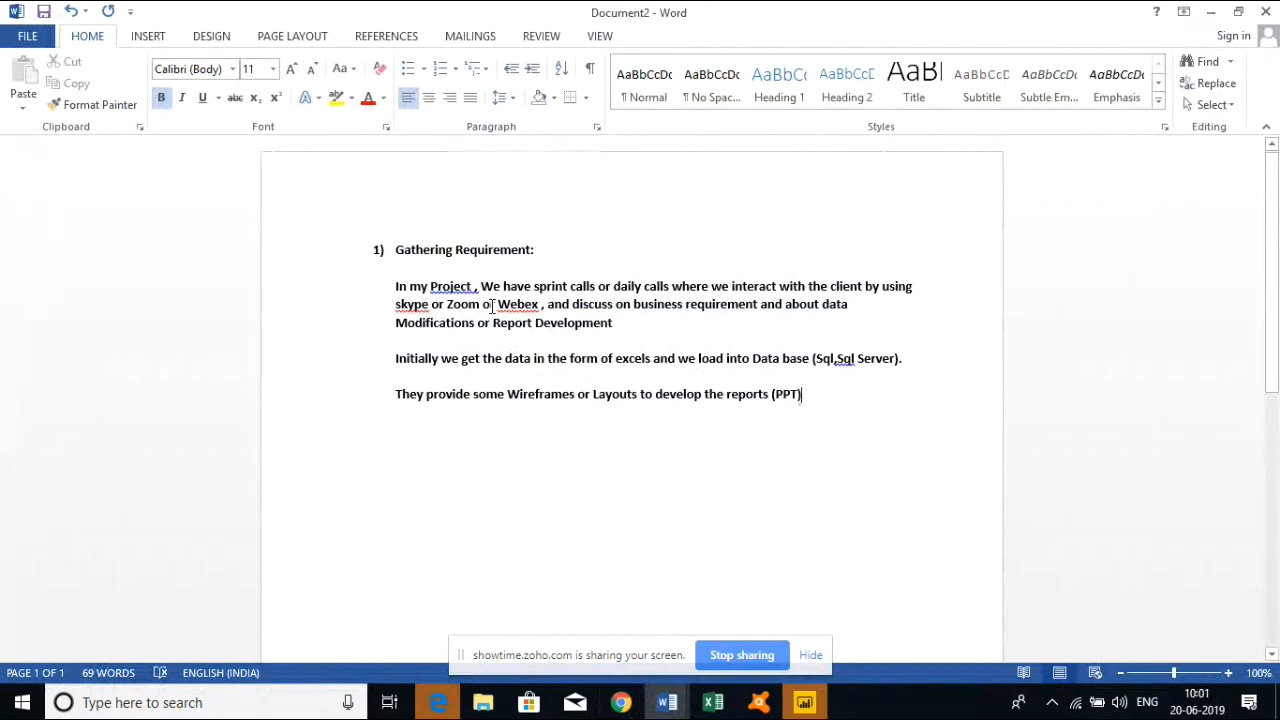 Document2 - Word
?
FILE HOME INSERT DESIGN PAGE LAYOUT REFERENCES MAILINGS REVIEW VIEW Sign in
Paste Cut Calibri (Body) 11 Aa AaBbCcDc AaBbCcDc AaBbC( AaBbCcE AaBl AaBbCcD AaBbCcDc AaBbCcDc Find
Copy Replace
Format Painter B I U abc X₂ X² A A ¶ Normal ¶ No Spac... Heading 1 Heading 2 Title Subtitle Subtle Em... Emphasis Select
Clipboard Font Paragraph Styles Editing
1) Gathering Requirement:
In my Project , We have sprint calls or daily calls where we interact with the client by using
skype or Zoom o Webex , and discuss on business requirement and about data
Modifications or Report Development
Initially we get the data in the form of excels and we load into Data base (Sql,Sql Server).
They provide some Wireframes or Layouts to develop the reports (PPT)
showtime.zoho.com is sharing your screen. Stop sharing Hide
PAGE 1 OF 1 69 WORDS ENGLISH (INDIA) 100%
Type here to search ENG 10:01
20-06-2019